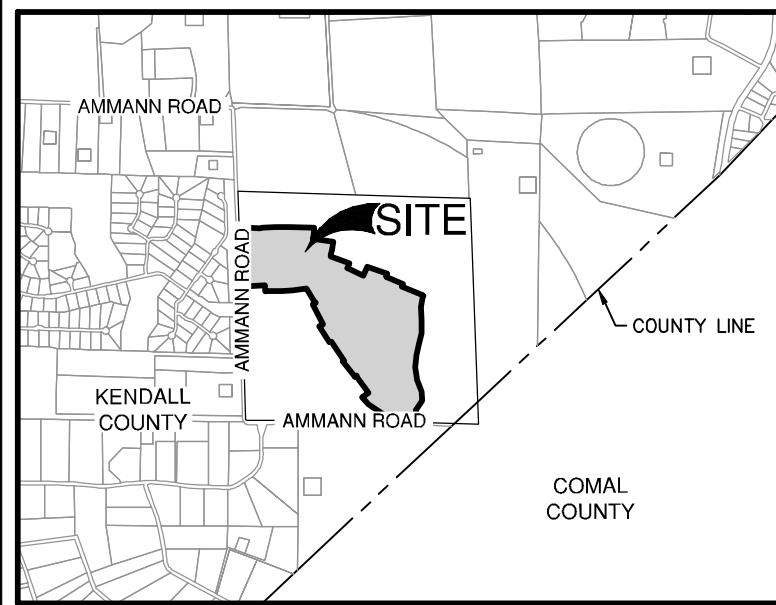 AMMANN ROAD
SITE
AMMANN ROAD
COUNTY LINE
KENDALL
COUNTY
AMMANN ROAD
COMAL
COUNTY